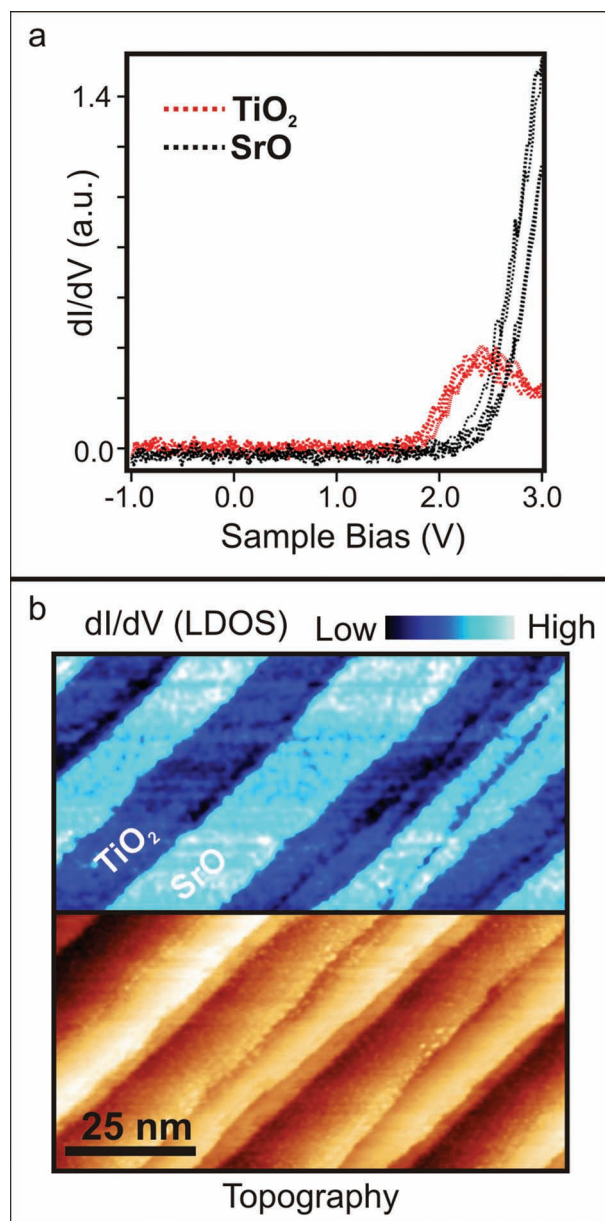 a
1.4
TiO₂
SrO
dI/dV (a.u.)
0.0
-1.0 0.0 1.0 2.0 3.0
Sample Bias (V)
b
dI/dV (LDOS) Low High
TiO₂
SrO
25 nm
Topography